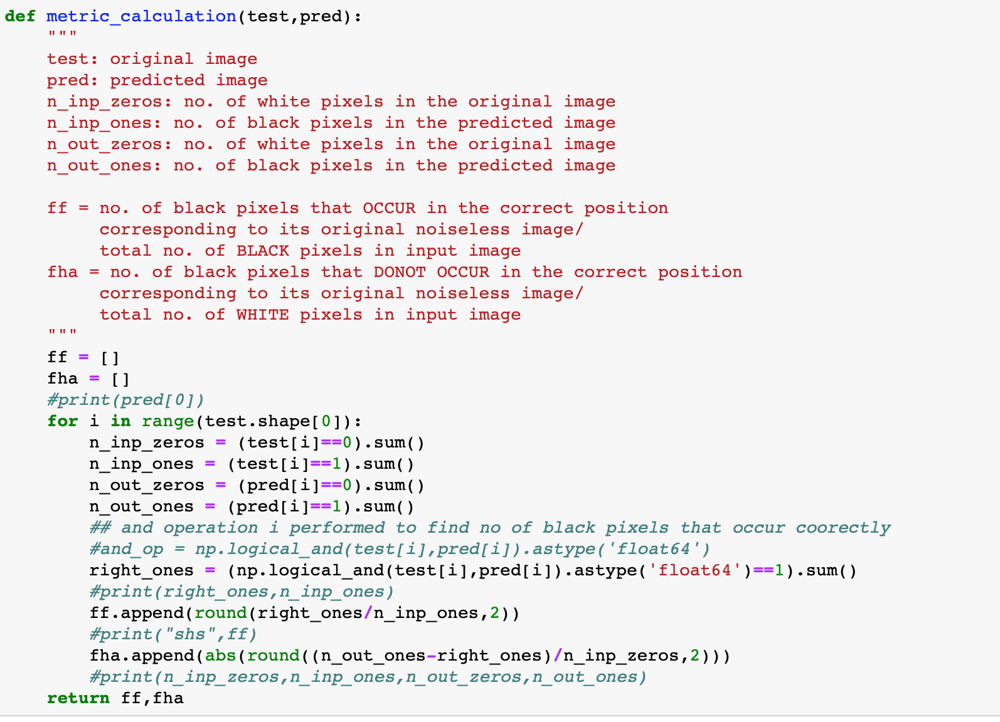 def metric_calculation(test,pred):
    """
    test: original image
    pred: predicted image
    n_inp_zeros: no. of white pixels in the original image
    n_inp_ones: no. of black pixels in the predicted image
    n_out_zeros: no. of white pixels in the original image
    n_out_ones: no. of black pixels in the predicted image

    ff = no. of black pixels that OCCUR in the correct position
         corresponding to its original noiseless image/
         total no. of BLACK pixels in input image
    fha = no. of black pixels that DONOT OCCUR in the correct position
         corresponding to its original noiseless image/
         total no. of WHITE pixels in input image
    """
    ff = []
    fha = []
    #print(pred[0])
    for i in range(test.shape[0]):
        n_inp_zeros = (test[i]==0).sum()
        n_inp_ones = (test[i]==1).sum()
        n_out_zeros = (pred[i]==0).sum()
        n_out_ones = (pred[i]==1).sum()
        ## and operation i performed to find no of black pixels that occur coorectly
        #and_op = np.logical_and(test[i],pred[i]).astype('float64')
        right_ones = (np.logical_and(test[i],pred[i]).astype('float64')==1).sum()
        #print(right_ones,n_inp_ones)
        ff.append(round(right_ones/n_inp_ones,2))
        #print("shs",ff)
        fha.append(abs(round((n_out_ones-right_ones)/n_inp_zeros,2)))
        #print(n_inp_zeros,n_inp_ones,n_out_zeros,n_out_ones)
    return ff,fha